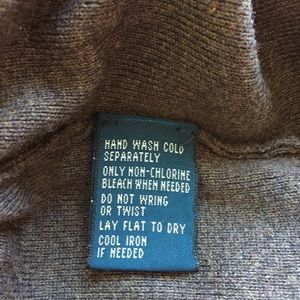 HAND WASH COLD
SEPARATELY
ONLY NON-CHLORINE
BLEACH WHEN NEEDED
DO NOT WRING
OR TWIST
LAY FLAT TO DRY
COOL IRON
IF NEEDED